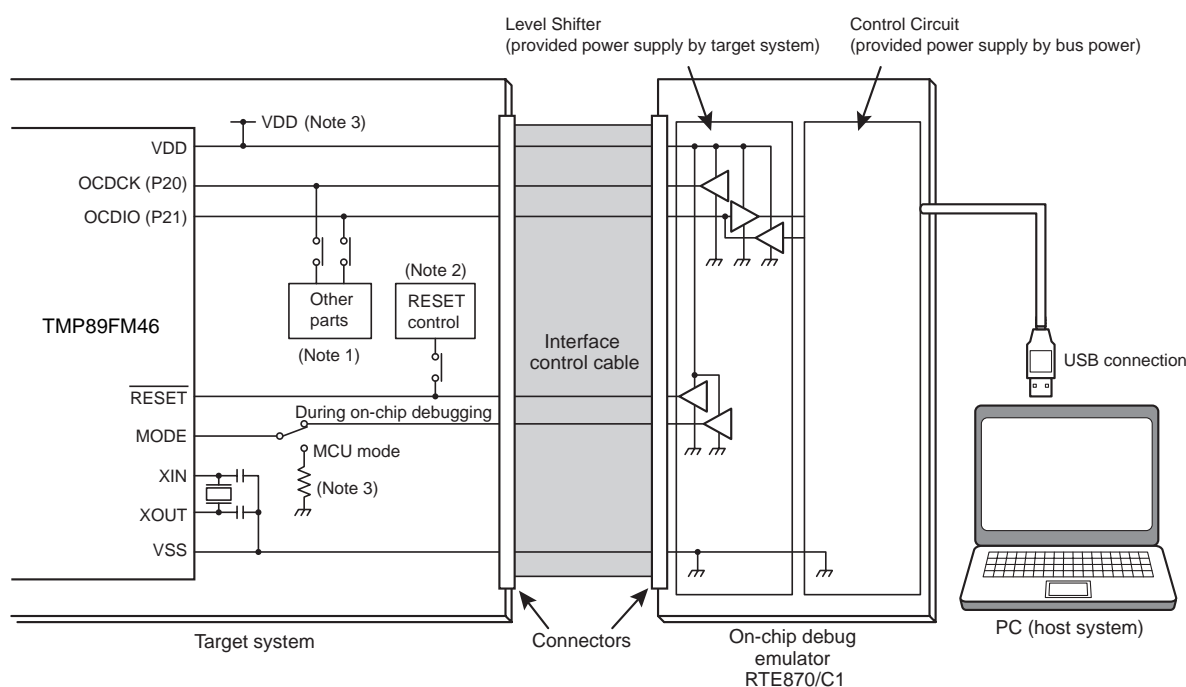 Level Shifter
(provided power supply by target system)
Control Circuit
(provided power supply by bus power)
VDD (Note 3)
VDD
OCDCK (P20)
OCDIO (P21)
(Note 2)
Other
parts
RESET
control
TMP89FM46
(Note 1)
Interface
control cable
USB connection
RESET
During on-chip debugging
MODE
MCU mode
XIN
(Note 3)
XOUT
VSS
Target system
Connectors
On-chip debug
emulator
RTE870/C1
PC (host system)